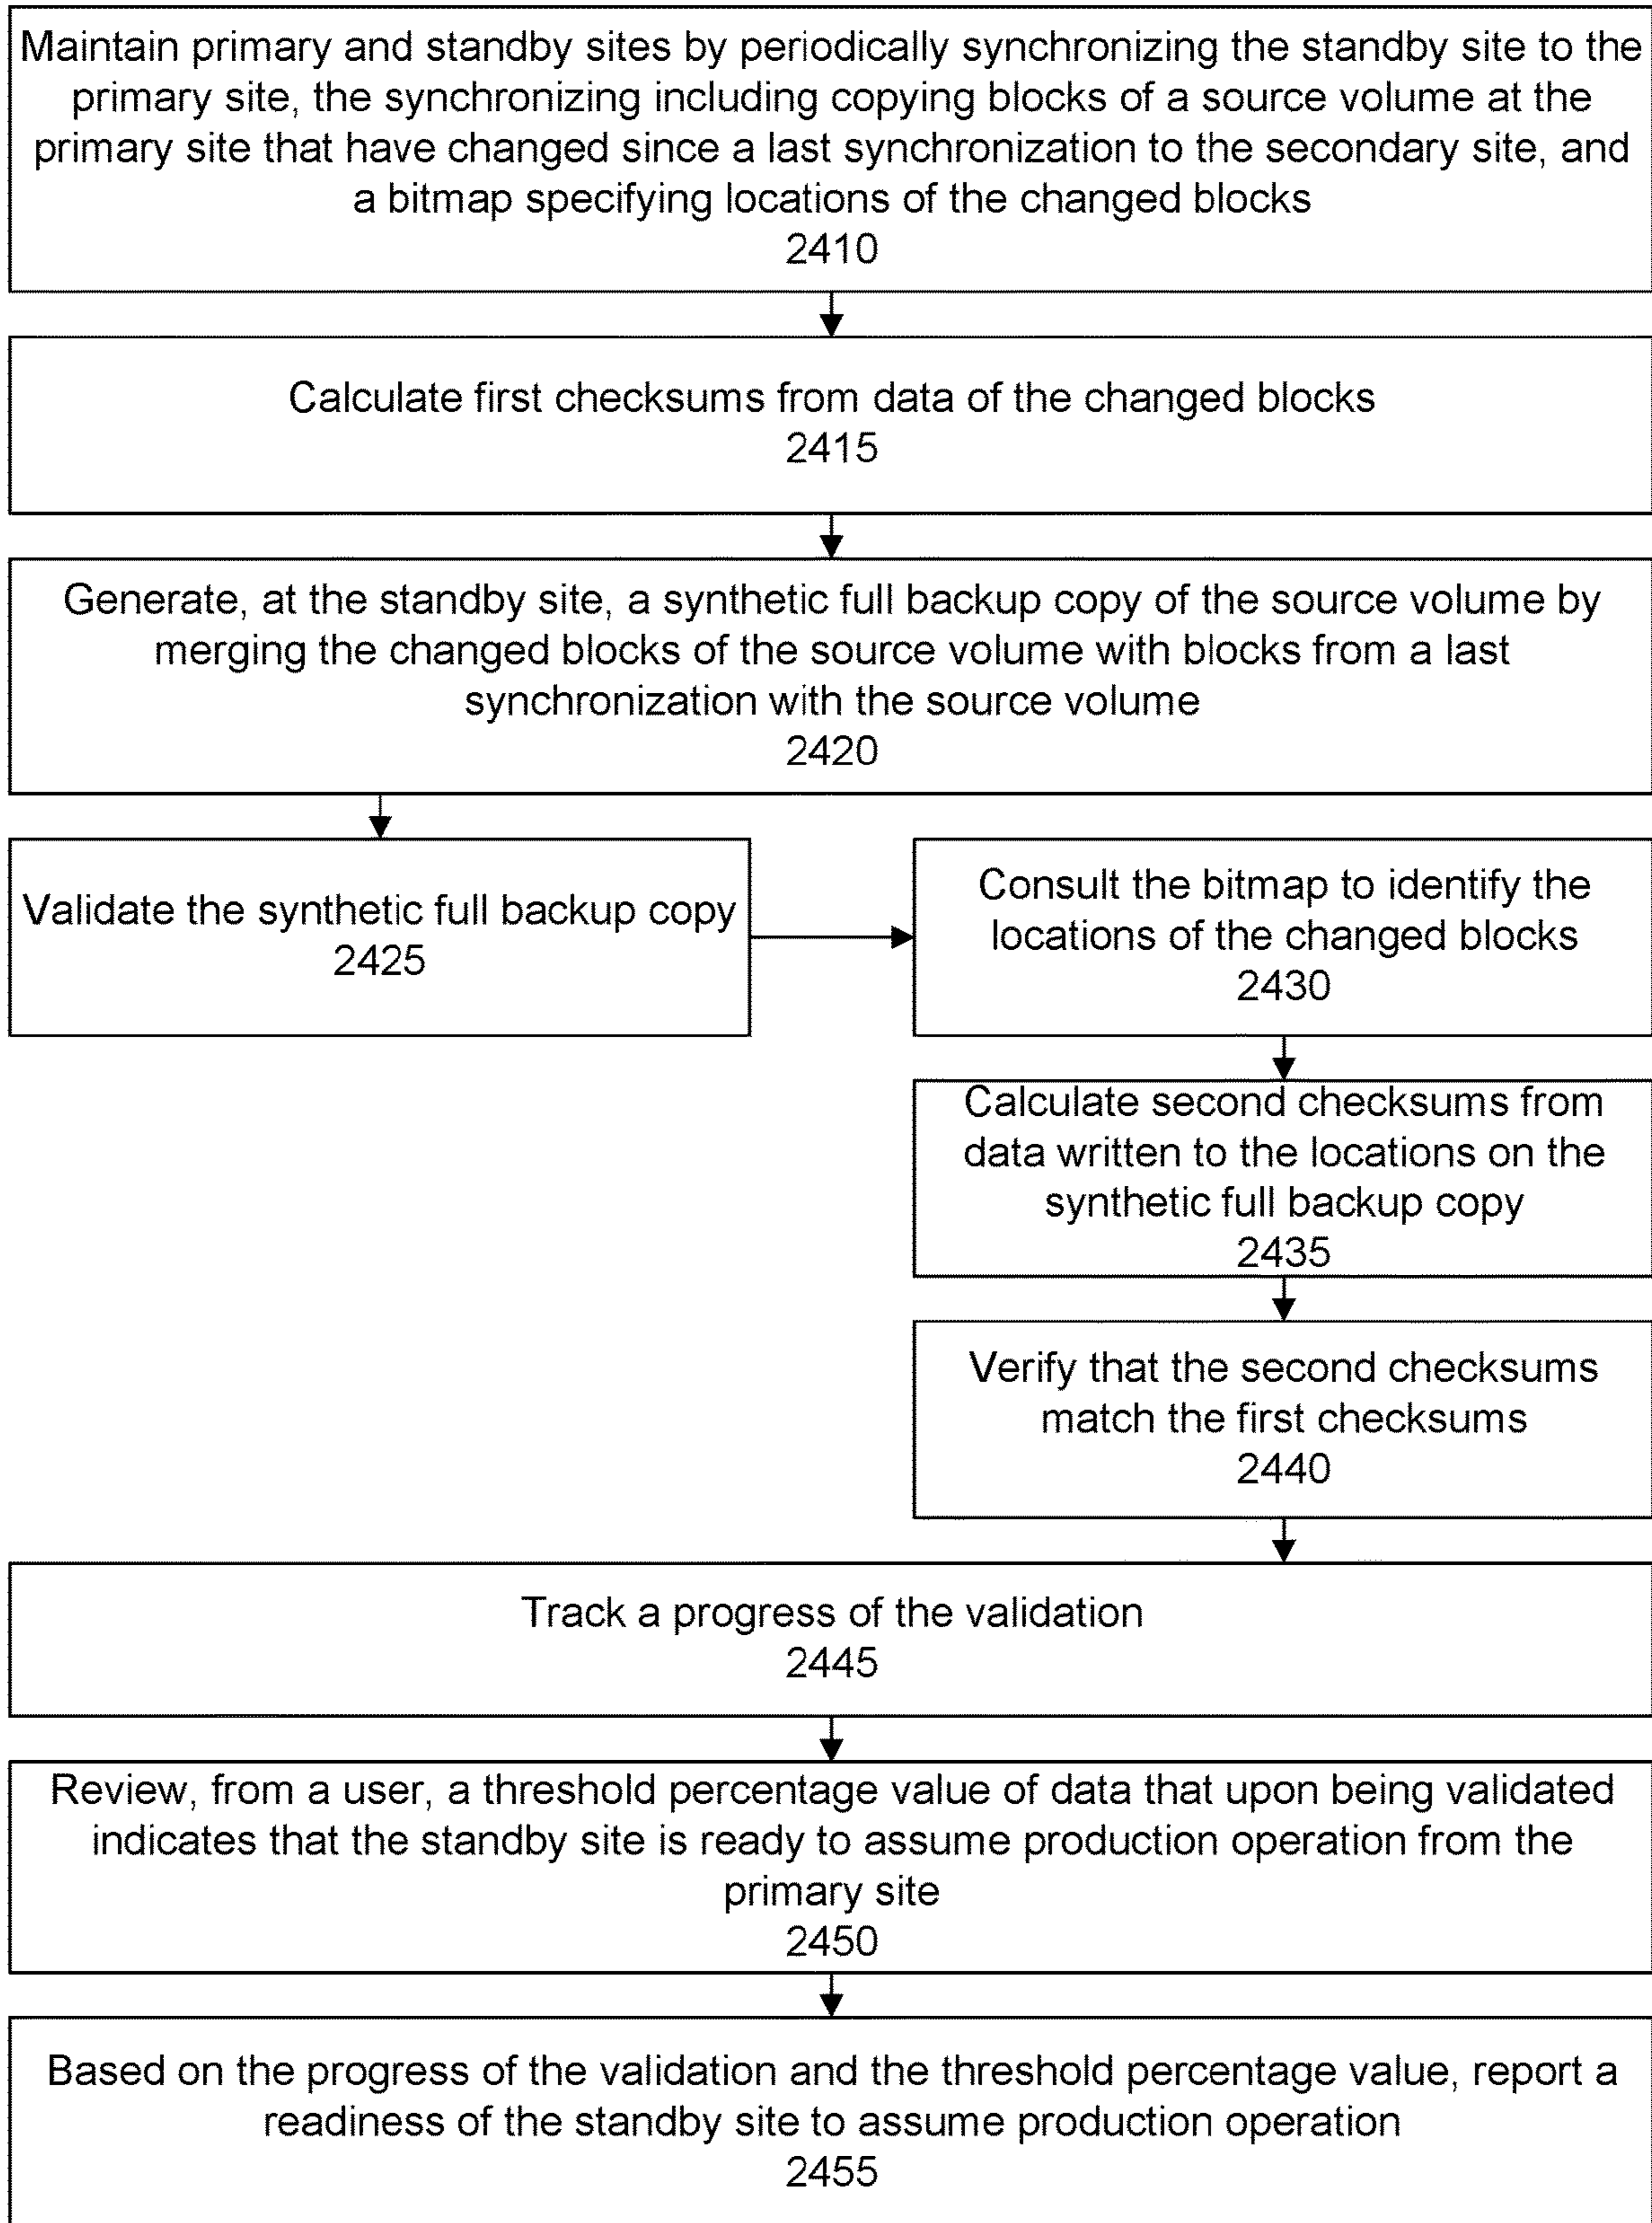 Maintain primary and standby sites by periodically synchronizing the standby site to the
primary site, the synchronizing including copying blocks of a source volume at the
primary site that have changed since a last synchronization to the secondary site, and
a bitmap specifying locations of the changed blocks
2410
Calculate first checksums from data of the changed blocks
2415
Generate, at the standby site, a synthetic full backup copy of the source volume by
merging the changed blocks of the source volume with blocks from a last
synchronization with the source volume
2420
Validate the synthetic full backup copy
2425
Consult the bitmap to identify the
locations of the changed blocks
2430
Calculate second checksums from
data written to the locations on the
synthetic full backup copy
2435
Verify that the second checksums
match the first checksums
2440
Track a progress of the validation
2445
Review, from a user, a threshold percentage value of data that upon being validated
indicates that the standby site is ready to assume production operation from the
primary site
2450
Based on the progress of the validation and the threshold percentage value, report a
readiness of the standby site to assume production operation
2455